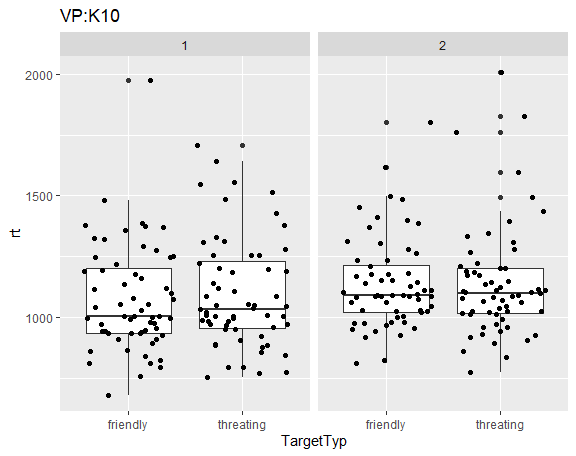 VP:K10
1
2
2000
1500
1000
rt
friendly
threating
friendly
threating
TargetTyp